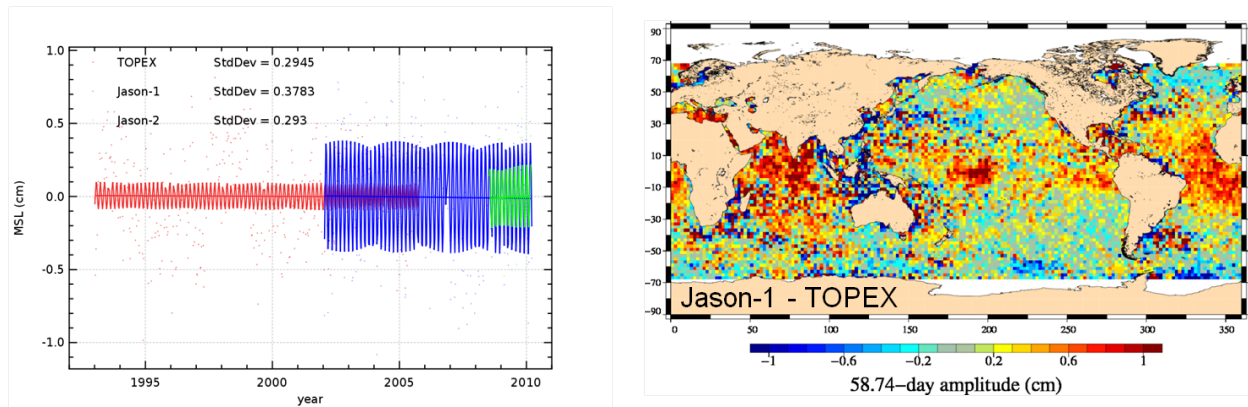 1.0
0.5
0.0
-0.5
-1.0
MSL (cm)
TOPEX StdDev = 0.2945
Jason-1 StdDev = 0.3783
Jason-2 StdDev = 0.293
1995 2000 2005 2010
year
90
70
50
30
10
-10
-30
-50
-70
-90
Jason-1 - TOPEX
0 50 100 150 200 250 300 350
-1 -0.6 -0.2 0.2 0.6 1
58.74-day amplitude (cm)